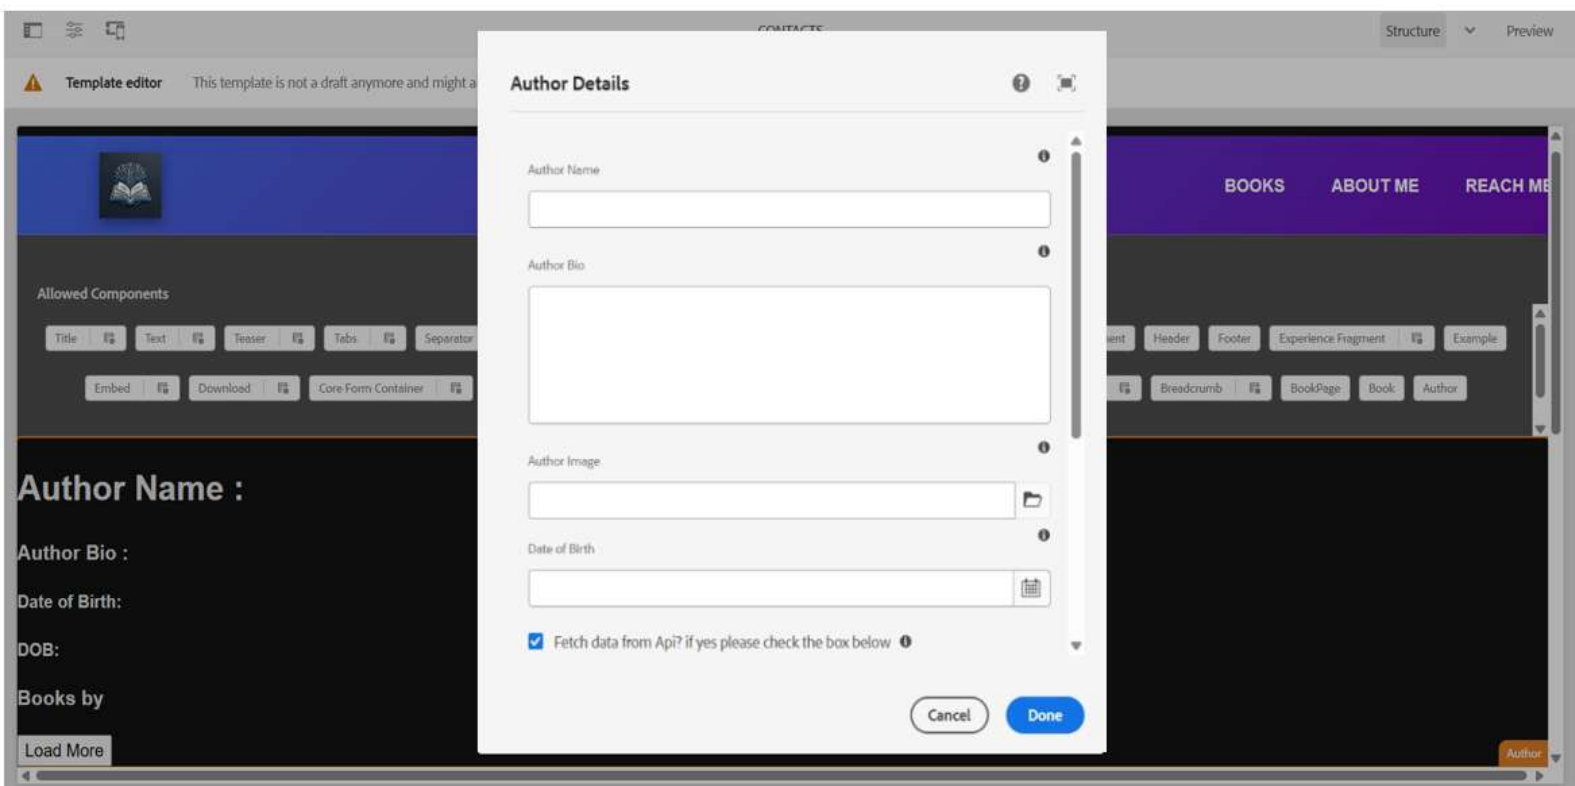 CONTACTS
Structure
Preview
Template editor
This template is not a draft anymore and might a
Author Details
BOOKS
ABOUT ME
REACH ME
Author Name
Author Bio
Allowed Components
Title
Text
Teaser
Tabs
Separator
Header
Footer
Experience Fragment
Example
Embed
Download
Core Form Container
Breadcrumb
BookPage
Book
Author
Author Image
Date of Birth
Fetch data from Api? if yes please check the box below
Cancel
Done
Author Name :
Author Bio :
Date of Birth:
DOB:
Books by
Load More
Author